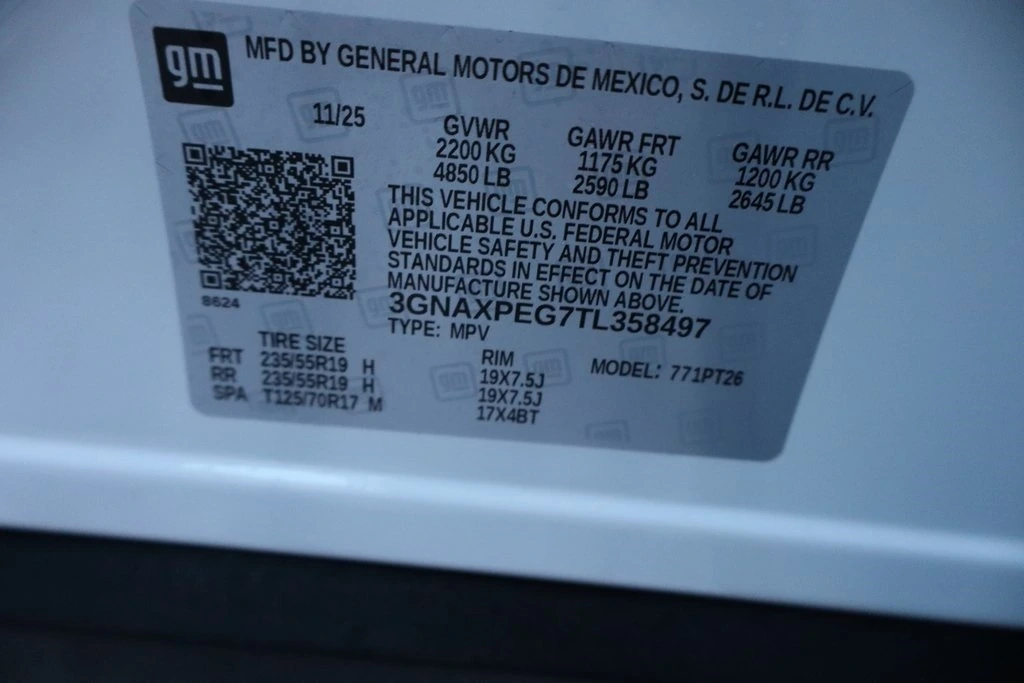 gm
MFD BY GENERAL MOTORS DE MEXICO, S. DE R.L. DE C.V.
11/25
GVWR GAWR FRT GAWR RR
2200 KG 1175 KG 1200 KG
4850 LB 2590 LB 2645 LB
THIS VEHICLE CONFORMS TO ALL
APPLICABLE U.S. FEDERAL MOTOR
VEHICLE SAFETY AND THEFT PREVENTION
STANDARDS IN EFFECT ON THE DATE OF
MANUFACTURE SHOWN ABOVE.
8624
3GNAXPEG7TL358497
TYPE: MPV
TIRE SIZE RIM MODEL: 771PT26
FRT 235/55R19 H 19X7.5J
RR 235/55R19 H 19X7.5J
SPA T125/70R17 M 17X4BT